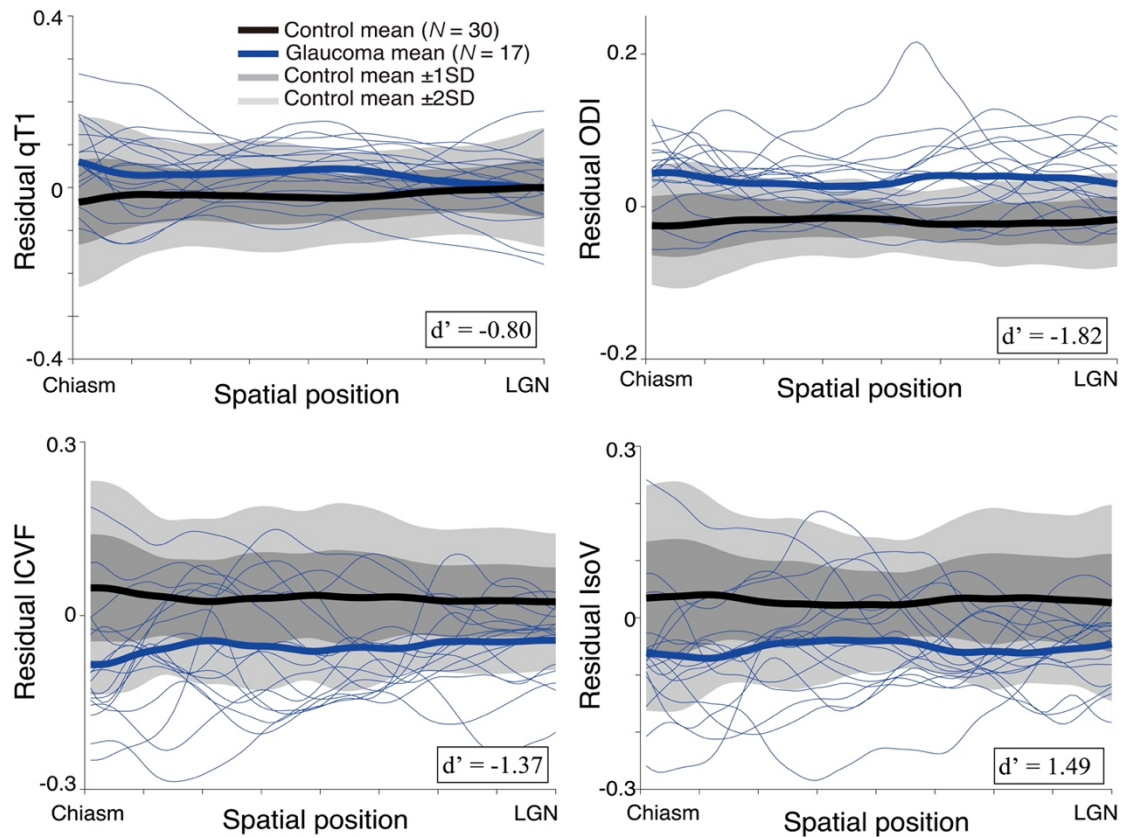 0.4
Control mean (N = 30)
Glaucoma mean (N = 17)
Control mean ±1SD
Control mean ±2SD
Residual qT1
0
-0.4
d’ = -0.80
Chiasm
Spatial position
LGN
0.2
Residual ODI
0
-0.2
d’ = -1.82
Chiasm
Spatial position
LGN
0.3
Residual ICVF
0
-0.3
d’ = -1.37
Chiasm
Spatial position
LGN
0.3
Residual IsoV
0
-0.3
d’ = 1.49
Chiasm
Spatial position
LGN